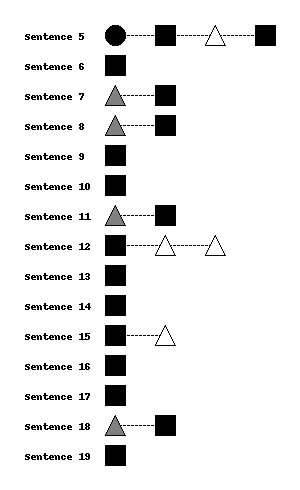 Sentence 5
Sentence 6
Sentence 7
Sentence 8
Sentence 9
Sentence 10
Sentence 11
Sentence 12
Sentence 13
Sentence 14
Sentence 15
Sentence 16
Sentence 17
Sentence 18
Sentence 19